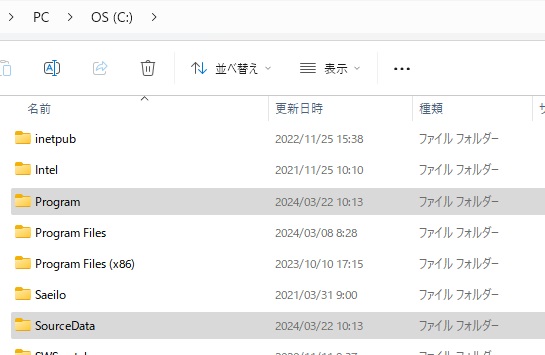 PC OS (C:)
並べ替え 表示
名前 更新日時 種類
inetpub 2022/11/25 15:38 ファイル フォルダー
Intel 2021/11/25 10:10 ファイル フォルダー
Program 2024/03/22 10:13 ファイル フォルダー
Program Files 2024/03/08 8:28 ファイル フォルダー
Program Files (x86) 2023/10/10 17:15 ファイル フォルダー
Saeilo 2021/03/31 9:00 ファイル フォルダー
SourceData 2024/03/22 10:13 ファイル フォルダー